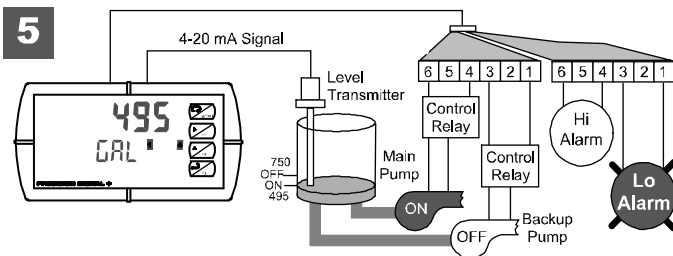 5
4-20 mA Signal
495
GAL
PRECISION DIGITAL
Level
Transmitter
750
OFF
ON
495
6 5 4 3 2 1
6 5 4 3 2 1
Control
Relay
Control
Relay
Main
Pump
ON
OFF
Backup
Pump
Hi
Alarm
Lo
Alarm